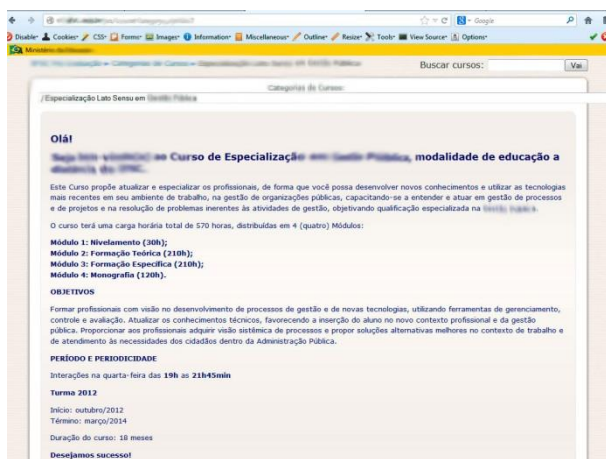 Google
Disable Cookies CSS Forms Images Information Miscellaneous Outline Resize Tools View Source Options
Buscar cursos: Vai
Categorias de Cursos:
/Especialização Lato Sensu em
Olá!
ao Curso de Especialização modalidade de educação a
Este Curso propõe atualizar e especializar os profissionais, de forma que você possa desenvolver novos conhecimentos e utilizar as tecnologias
mais recentes em seu ambiente de trabalho, na gestão de organizações públicas, capacitando-se a entender e atuar em gestão de processos
e de projetos e na resolução de problemas inerentes às atividades de gestão, objetivando qualificação especializada na
O curso terá uma carga horária total de 570 horas, distribuídas em 4 (quatro) Módulos:
Módulo 1: Nivelamento (30h);
Módulo 2: Formação Teórica (210h);
Módulo 3: Formação Específica (210h);
Módulo 4: Monografia (120h).
OBJETIVOS
Formar profissionais com visão no desenvolvimento de processos de gestão e de novas tecnologias, utilizando ferramentas de gerenciamento,
controle e avaliação. Atualizar os conhecimentos técnicos, favorecendo a inserção do aluno no novo contexto profissional e da gestão
pública. Proporcionar aos profissionais adquirir visão sistêmica de processos e propor soluções alternativas melhores no contexto de trabalho e
de atendimento às necessidades dos cidadãos dentro da Administração Pública.
PERÍODO E PERIODICIDADE
Interações na quarta-feira das 19h as 21h45min
Turma 2012
Início: outubro/2012
Término: março/2014
Duração do curso: 18 meses
Desejamos sucesso!